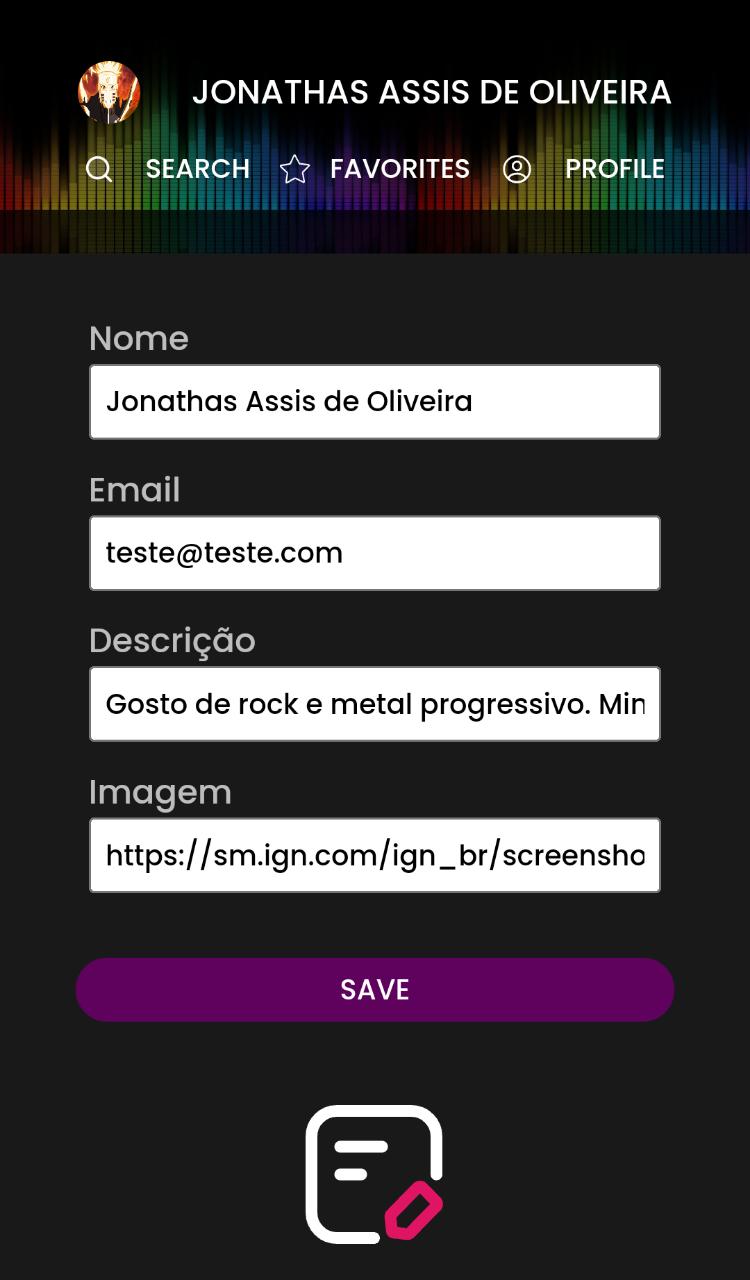 JONATHAS ASSIS DE OLIVEIRA
SEARCH FAVORITES PROFILE
Nome
Jonathas Assis de Oliveira
Email
teste@teste.com
Descrição
Gosto de rock e metal progressivo. Min
Imagem
https://sm.ign.com/ign_br/screensho
SAVE